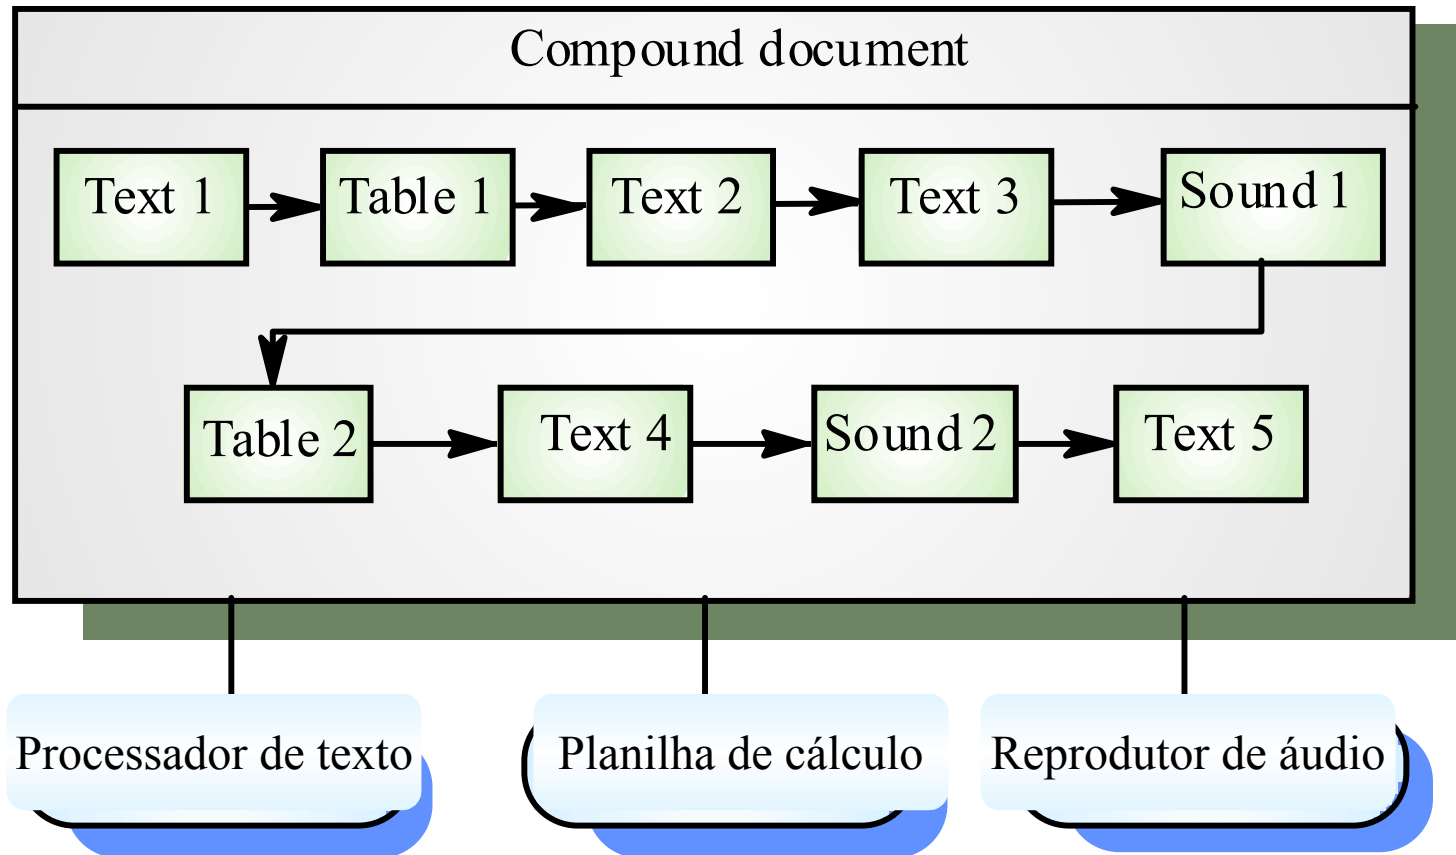 Compound document
Text 1
Table 1
Text 2
Text 3
Sound 1
Table 2
Text 4
Sound 2
Text 5
Processador de texto
Planilha de cálculo
Reprodutor de áudio